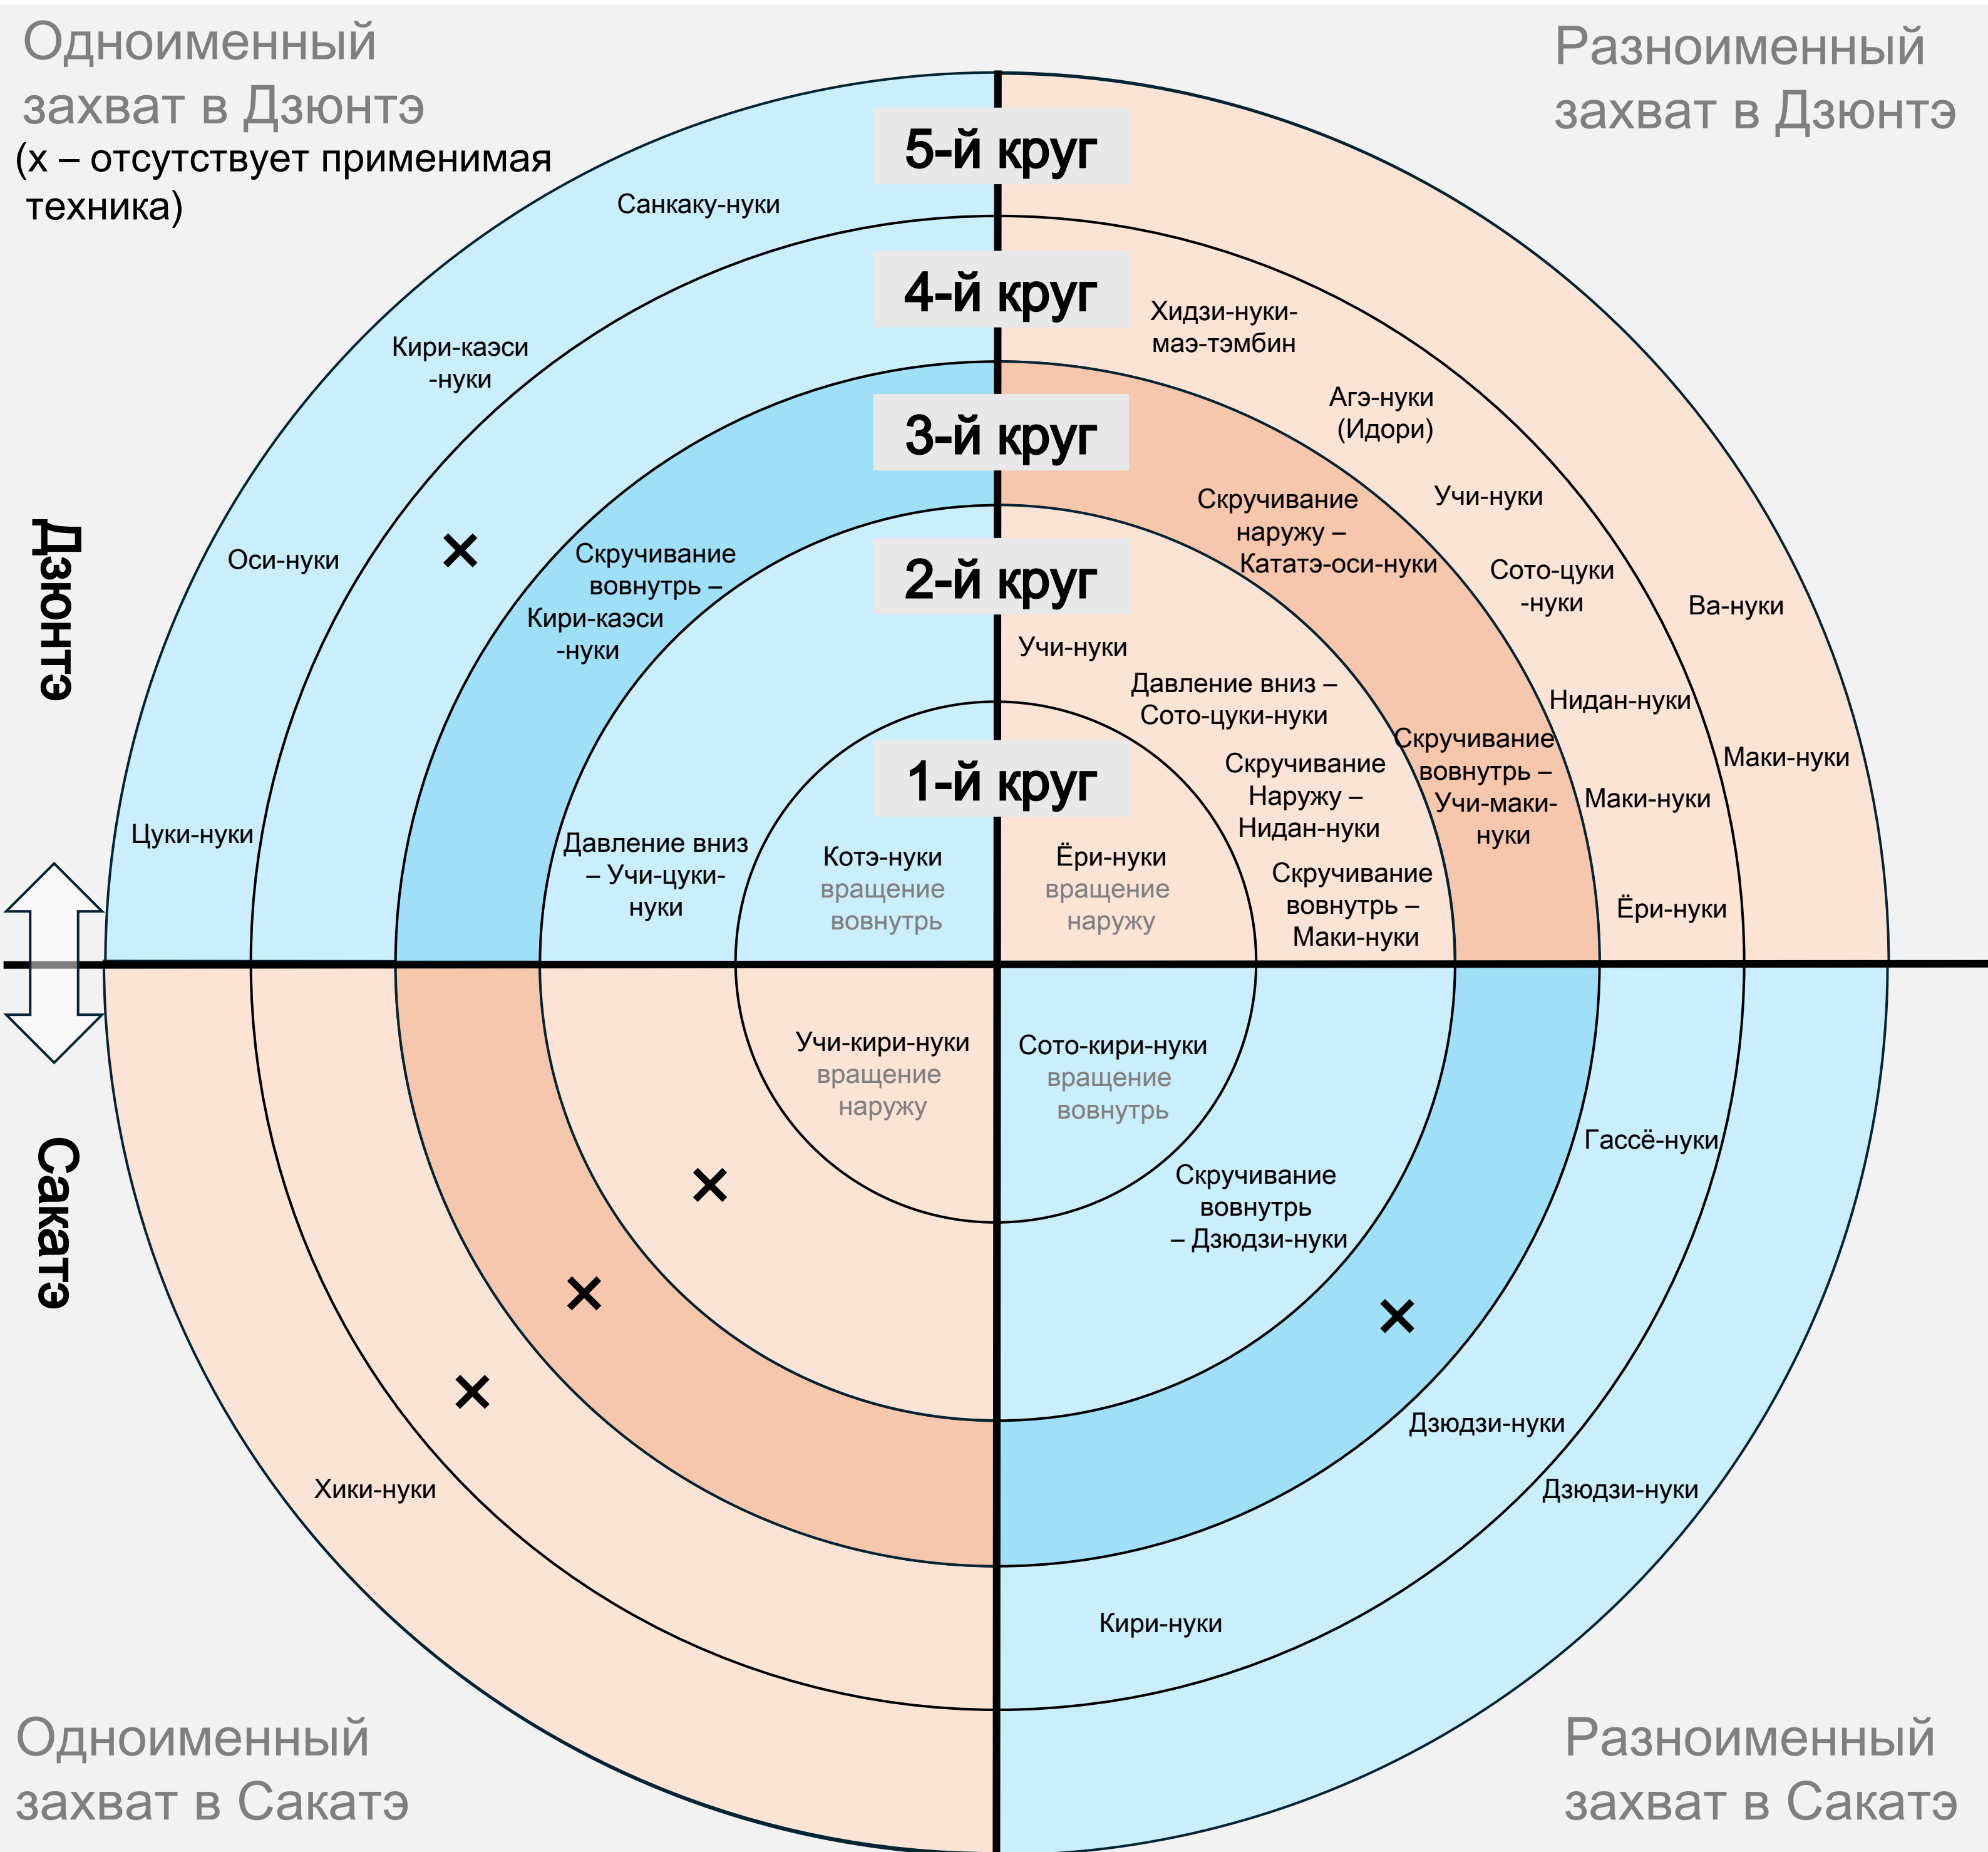 Одноименный
захват в Дзюнтэ
(х – отсутствует применимая
техника)
Разноименный
захват в Дзюнтэ
5-й круг
Санкаку-нуки
4-й круг
Хидзи-нуки-
маэ-тэмбин
Кири-каэси
-нуки
Агэ-нуки
(Идори)
3-й круг
Учи-нуки
Скручивание
наружу –
Кататэ-оси-нуки
Оси-нуки
×
Скручивание
вовнутрь –
Кири-каэси
-нуки
2-й круг
Сото-цуки
-нуки
Ва-нуки
Дзюнтэ
Учи-нуки
Давление вниз –
Сото-цуки-нуки
Нидан-нуки
Скручивание
вовнутрь –
Учи-маки-
нуки
Маки-нуки
1-й круг
Скручивание
Наружу –
Нидан-нуки
Маки-нуки
Цуки-нуки
Давление вниз
– Учи-цуки-
нуки
Котэ-нуки
вращение
вовнутрь
Ёри-нуки
вращение
наружу
Скручивание
вовнутрь –
Маки-нуки
Ёри-нуки
Сакатэ
Учи-кири-нуки
вращение
наружу
Сото-кири-нуки
вращение
вовнутрь
Гассё-нуки
×
Скручивание
вовнутрь
– Дзюдзи-нуки
×
×
×
Дзюдзи-нуки
Хики-нуки
Дзюдзи-нуки
Кири-нуки
Одноименный
захват в Сакатэ
Разноименный
захват в Сакатэ